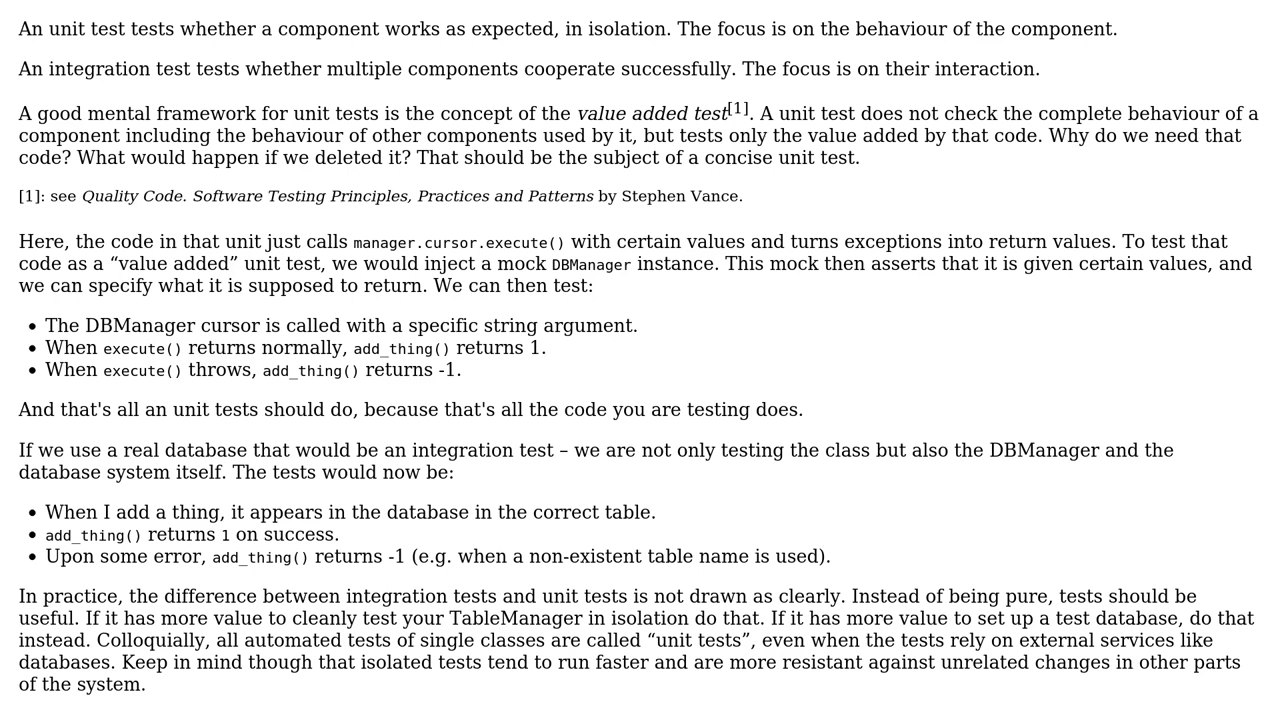 An unit test tests whether a component works as expected, in isolation. The focus is on the behaviour of the component.
An integration test tests whether multiple components cooperate successfully. The focus is on their interaction.
A good mental framework for unit tests is the concept of the value added test[1]. A unit test does not check the complete behaviour of a
component including the behaviour of other components used by it, but tests only the value added by that code. Why do we need that
code? What would happen if we deleted it? That should be the subject of a concise unit test.
[1]: see Quality Code. Software Testing Principles, Practices and Patterns by Stephen Vance.
Here, the code in that unit just calls manager.cursor.execute() with certain values and turns exceptions into return values. To test that
code as a “value added” unit test, we would inject a mock DBManager instance. This mock then asserts that it is given certain values, and
we can specify what it is supposed to return. We can then test:
• The DBManager cursor is called with a specific string argument.
• When execute() returns normally, add_thing() returns 1.
• When execute() throws, add_thing() returns -1.
And that's all an unit tests should do, because that's all the code you are testing does.
If we use a real database that would be an integration test – we are not only testing the class but also the DBManager and the
database system itself. The tests would now be:
• When I add a thing, it appears in the database in the correct table.
• add_thing() returns 1 on success.
• Upon some error, add_thing() returns -1 (e.g. when a non-existent table name is used).
In practice, the difference between integration tests and unit tests is not drawn as clearly. Instead of being pure, tests should be
useful. If it has more value to cleanly test your TableManager in isolation do that. If it has more value to set up a test database, do that
instead. Colloquially, all automated tests of single classes are called “unit tests”, even when the tests rely on external services like
databases. Keep in mind though that isolated tests tend to run faster and are more resistant against unrelated changes in other parts
of the system.